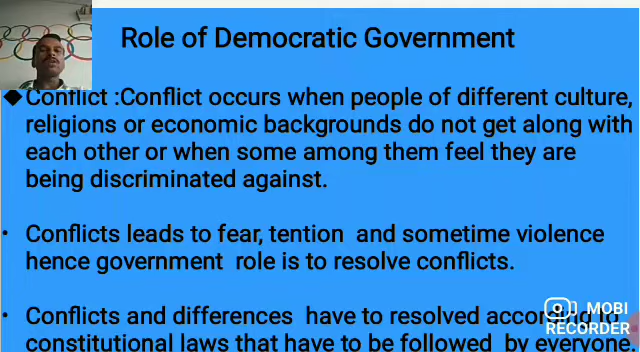 Role of Democratic Government
Conflict :Conflict occurs when people of different culture,
religions or economic backgrounds do not get along with
each other or when some among them feel they are
being discriminated against.
• Conflicts leads to fear, tention and sometime violence
hence government role is to resolve conflicts.
• Conflicts and differences have to resolved according to
constitutional laws that have to be followed by everyone.
MOBI
RECORDER